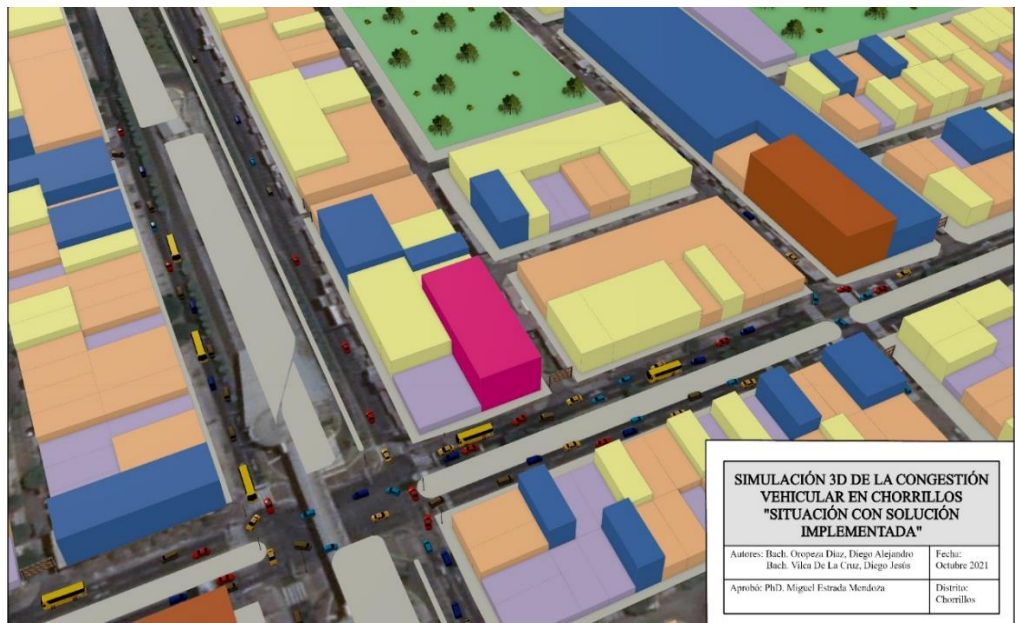 SIMULACIÓN 3D DE LA CONGESTIÓN
VEHICULAR EN CHORRILLOS
"SITUACIÓN CON SOLUCIÓN
IMPLEMENTADA"
Autores: Bach. Oropeza Diaz, Diego Alejandro
Bach. Vilca De La Cruz, Diego Jesús
Fecha:
Octubre 2021
Aprobó: PhD. Miguel Estrada Mendoza
Distrito:
Chorrillos